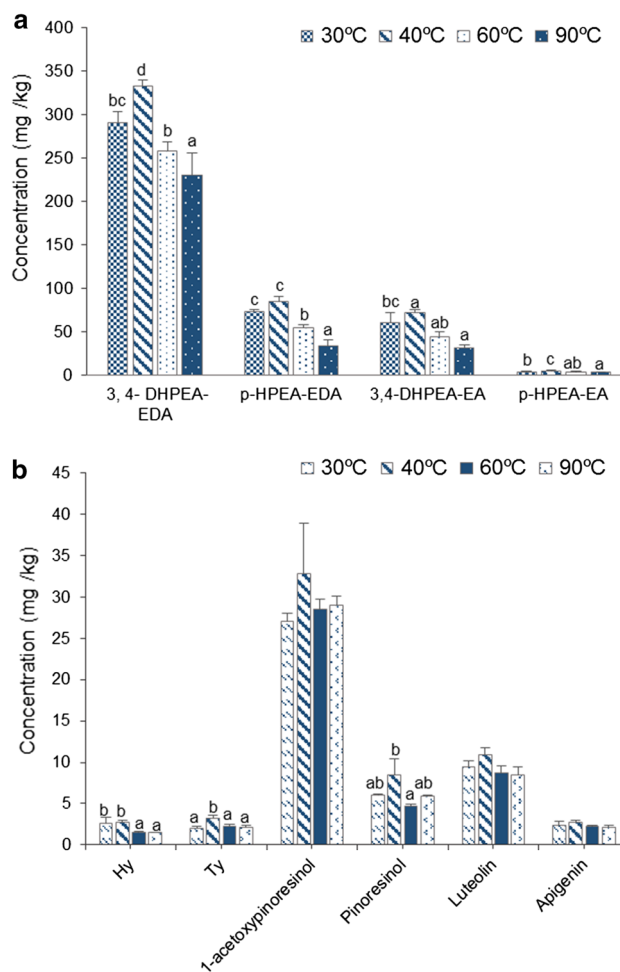 a
30ºC 40ºC 60ºC 90ºC
Concentration (mg /kg)
400
350
300
250
200
150
100
50
0
bc d b a
c c b a
bc a ab a
b c ab a
3, 4- DHPEA-
EDA
p-HPEA-EDA
3,4-DHPEA-EA
p-HPEA-EA
b
30ºC 40ºC 60ºC 90ºC
Concentration (mg /kg)
45
40
35
30
25
20
15
10
5
0
b b a a
a b a a
ab b a ab
Hy
Ty
1-acetoxypinoresinol
Pinoresinol
Luteolin
Apigenin